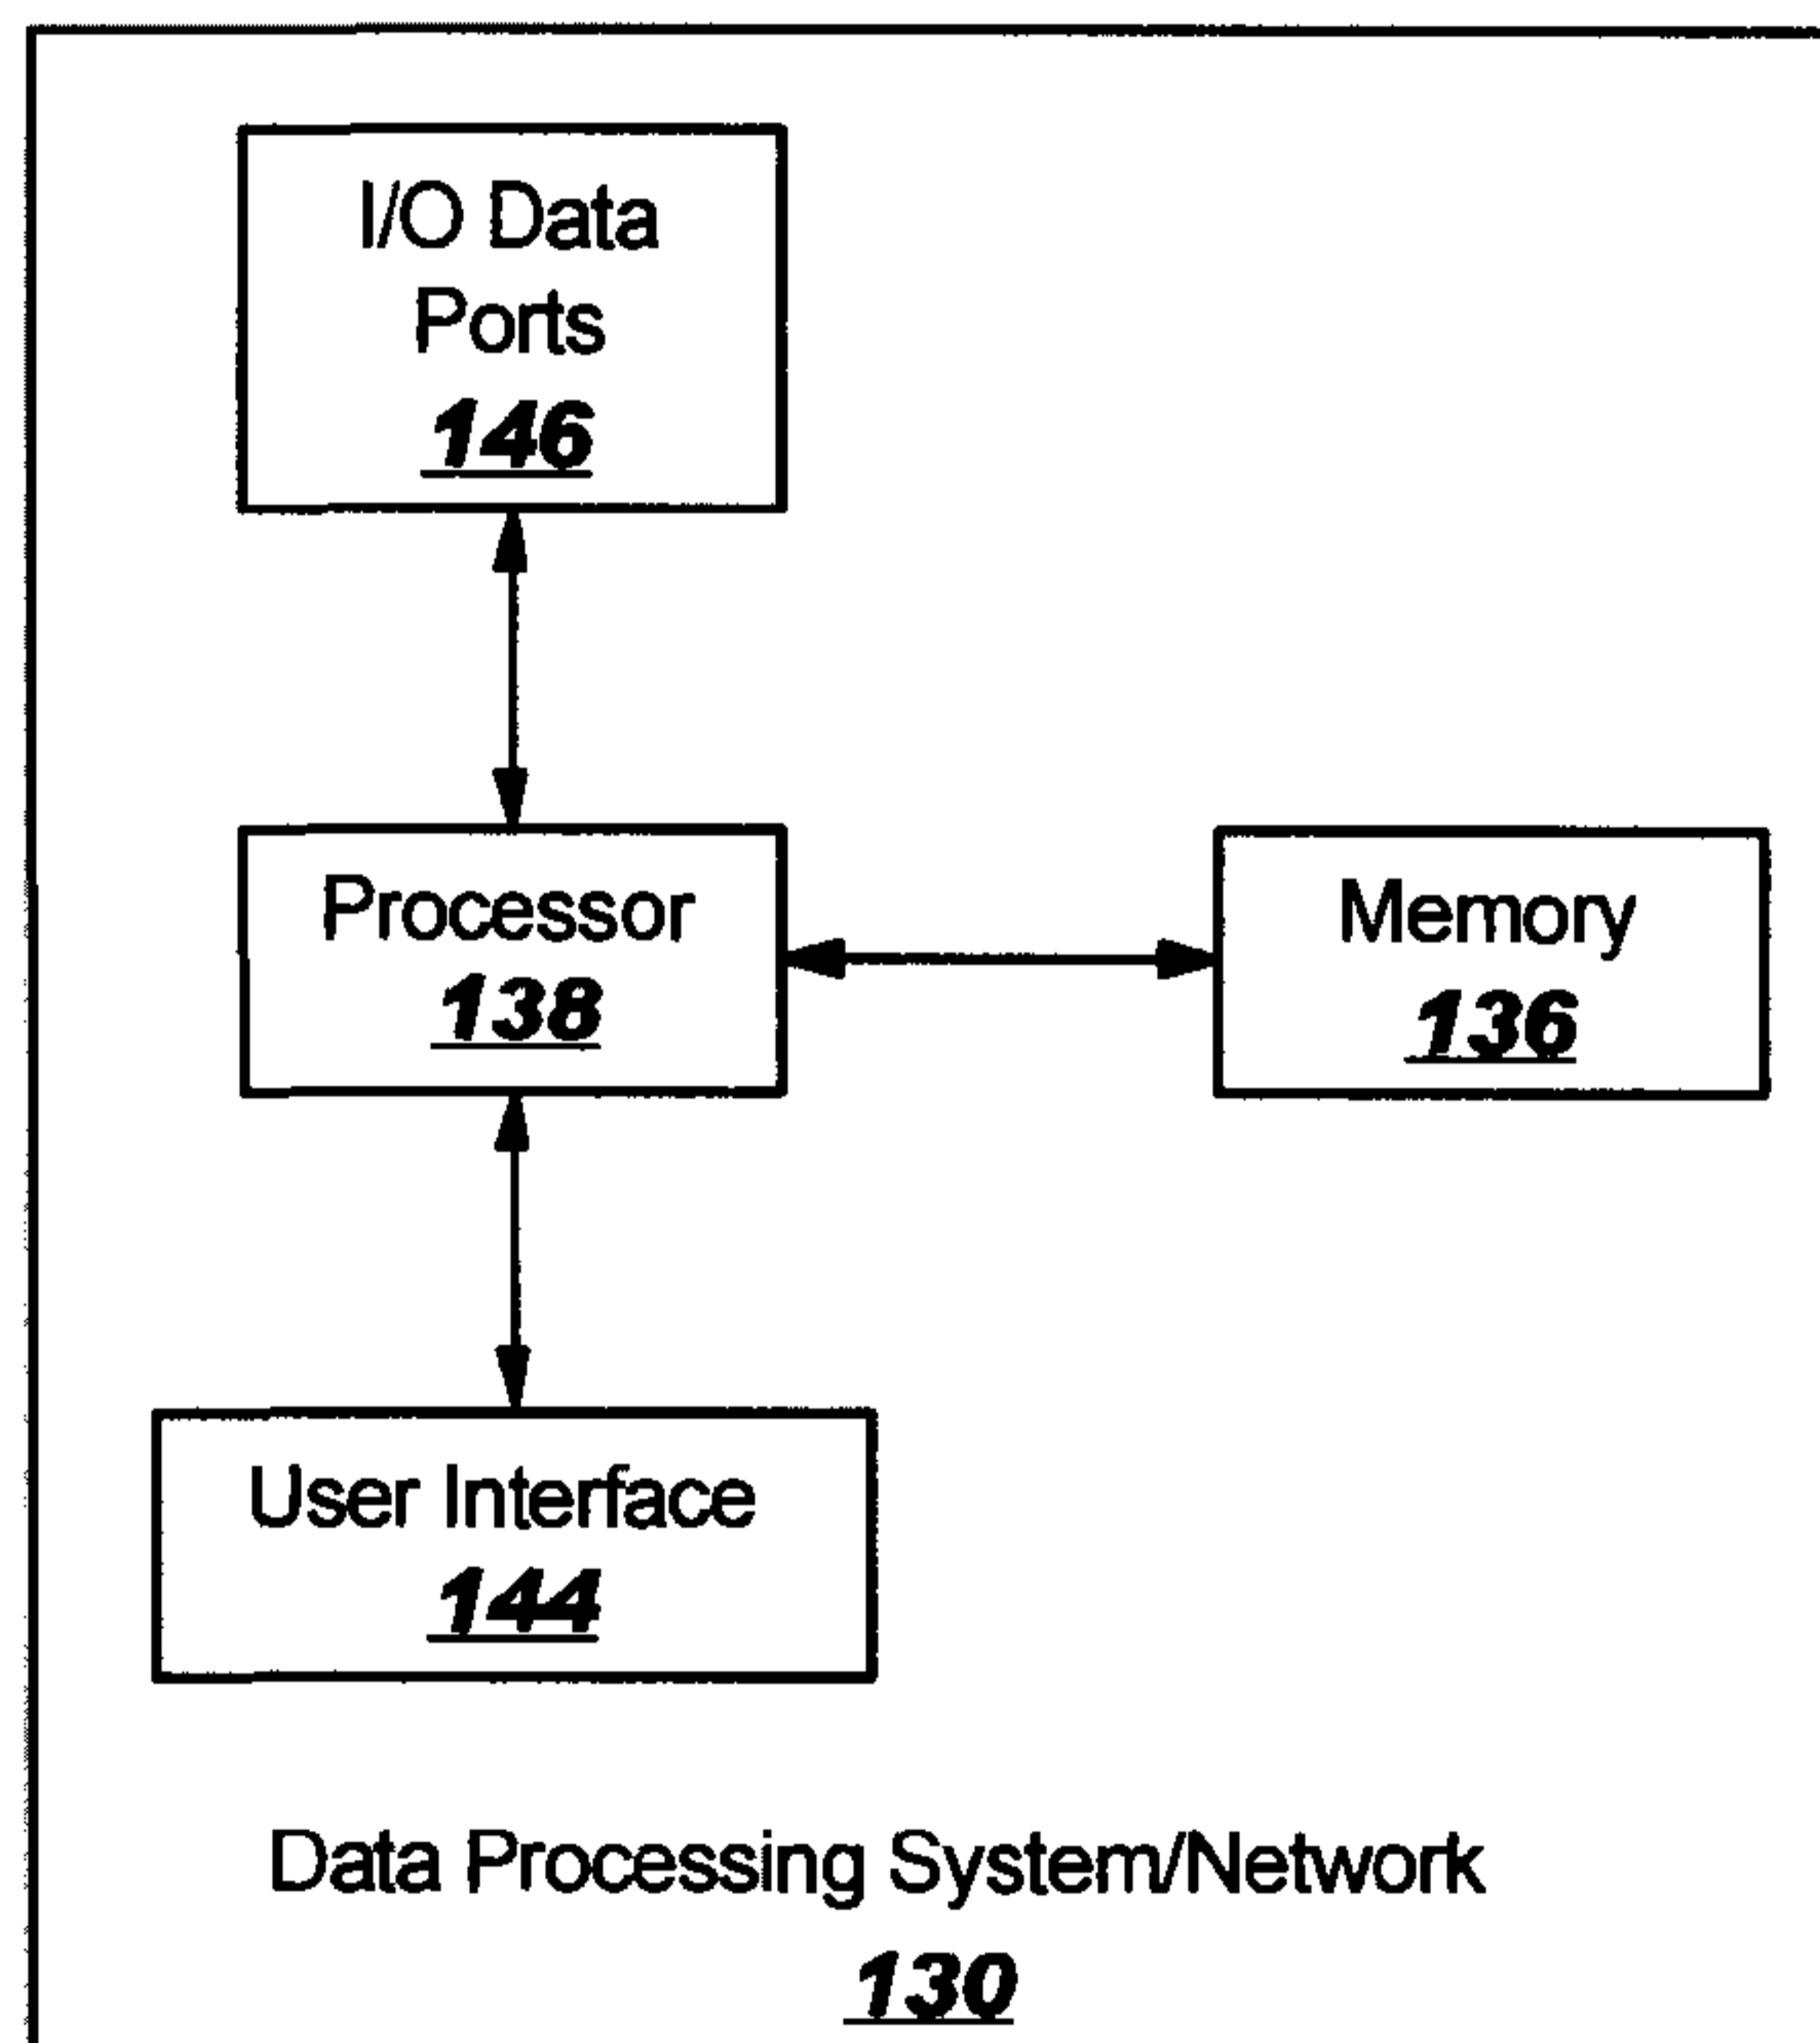 I/O Data
Ports
146
Processor
138
Memory
136
User Interface
144
Data Processing System/Network
130